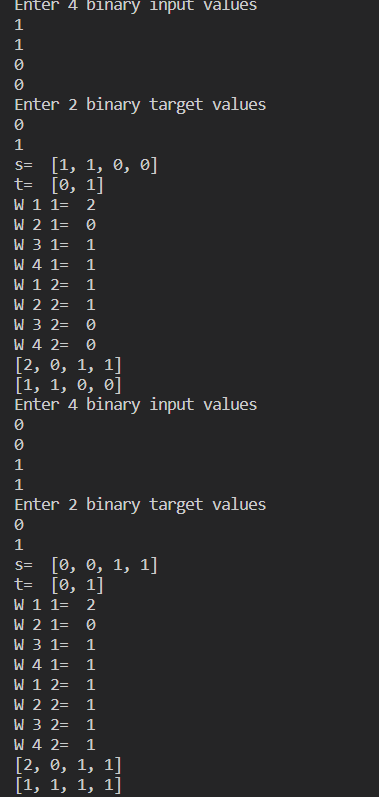 Enter 4 binary input values
1
1
0
0
Enter 2 binary target values
0
1
s=  [1, 1, 0, 0]
t=  [0, 1]
W 1 1=  2
W 2 1=  0
W 3 1=  1
W 4 1=  1
W 1 2=  1
W 2 2=  1
W 3 2=  0
W 4 2=  0
[2, 0, 1, 1]
[1, 1, 0, 0]
Enter 4 binary input values
0
0
1
1
Enter 2 binary target values
0
1
s=  [0, 0, 1, 1]
t=  [0, 1]
W 1 1=  2
W 2 1=  0
W 3 1=  1
W 4 1=  1
W 1 2=  1
W 2 2=  1
W 3 2=  1
W 4 2=  1
[2, 0, 1, 1]
[1, 1, 1, 1]